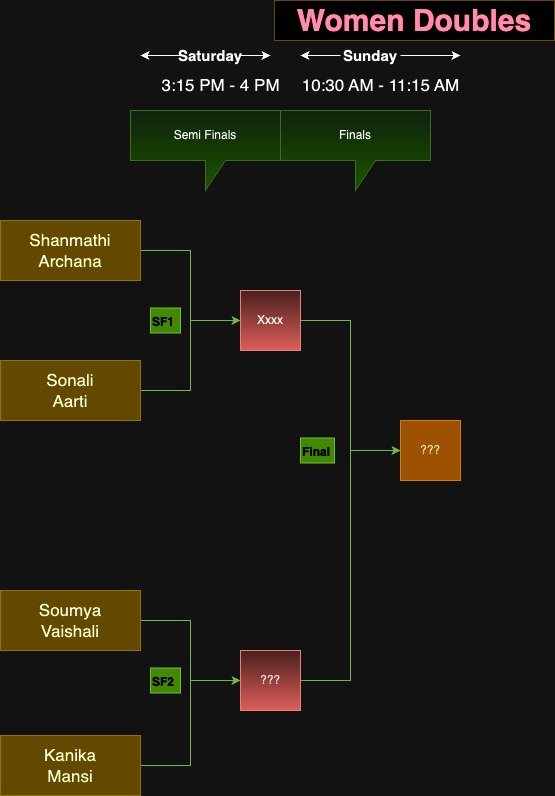 Women Doubles
Saturday
Sunday
3:15 PM - 4 PM
10:30 AM - 11:15 AM
Semi Finals
Finals
Shanmathi
Archana
SF1
Xxxx
Sonali
Aarti
Final
???
Soumya
Vaishali
SF2
???
Kanika
Mansi